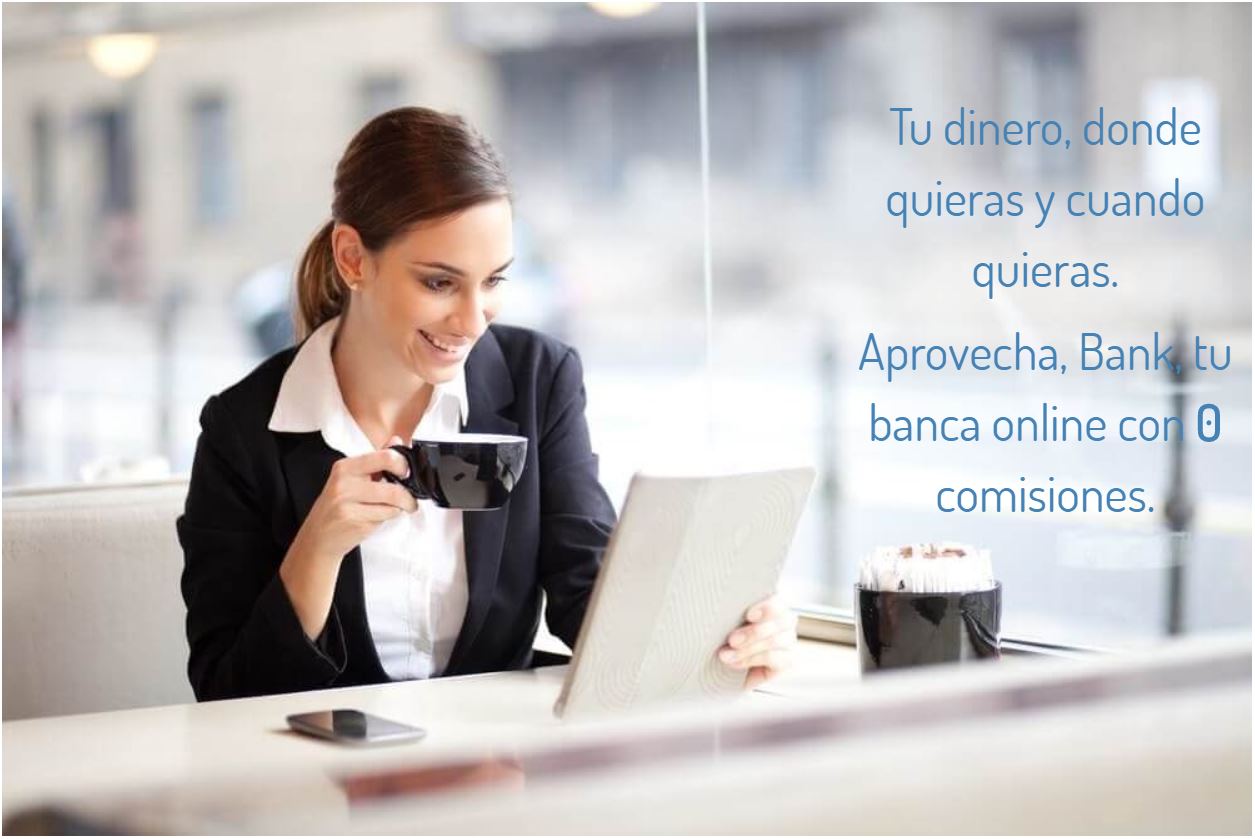 Tu dinero, donde
quieras y cuando
quieras.
Aprovecha, Bank, tu
banca online con 0
comisiones.